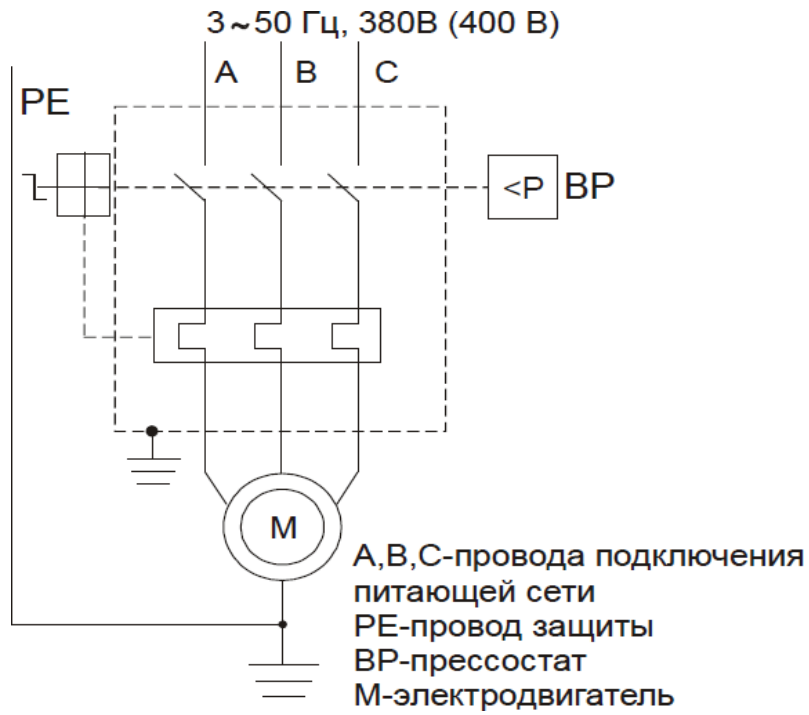 3~50 Гц, 380В (400 В)
A B C
PE
<P BP
M
A,B,C-провода подключения
питающей сети
PE-провод защиты
BP-прессостат
M-электродвигатель